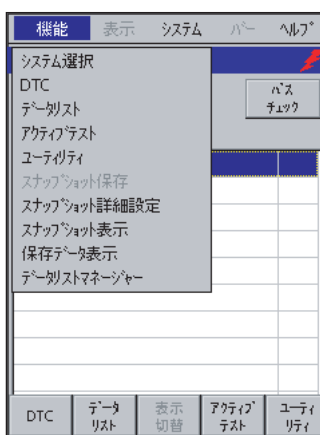 機能 表示 システム バー ヘルプ
システム選択
DTC
データリスト
アクティブテスト
ユーティリティ
スナップショット保存
スナップショット詳細設定
スナップショット表示
保存データ表示
データリストマネージャー
バス
チェック
DTC
データ
リスト
表示
切替
アクティブ
テスト
ユーティ
リティ